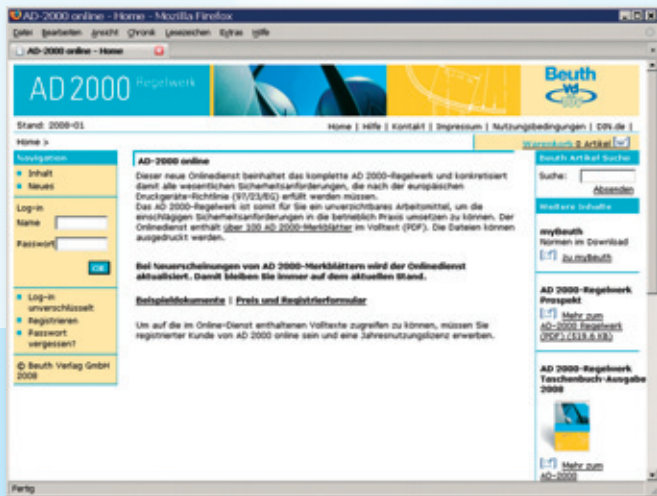 AD-2000 online - Home - Mozilla Firefox
Datei Bearbeiten Ansicht Chronik Lesezeichen Extras Hilfe
AD-2000 online - Home
AD 2000 Regelwerk
Beuth
Stand: 2008-01
Home | Hilfe | Kontakt | Impressum | Nutzungsbedingungen | DIN.de |
Home >
Warenkorb 0 Artikel
Navigation
Inhalt
Neues
Log-in
Name
Passwort
OK
Log-in
unverschlüsselt
Registrieren
Passwort
vergessen?
© Beuth Verlag GmbH
2008
AD-2000 online
Dieser neue Onlinedienst beinhaltet das komplette AD 2000-Regelwerk und konkretisiert
damit alle wesentlichen Sicherheitsanforderungen, die nach der europäischen
Druckgeräte-Richtlinie (97/23/EG) erfüllt werden müssen.
Das AD 2000-Regelwerk ist somit für Sie ein unverzichtbares Arbeitsmittel, um die
einschlägigen Sicherheitsanforderungen in die betrieblich Praxis umsetzen zu können. Der
Onlinedienst enthält über 100 AD 2000-Merkblätter im Volltext (PDF). Die Dateien können
ausgedruckt werden.
Bei Neuerscheinungen von AD 2000-Merkblättern wird der Onlinedienst
aktualisiert. Damit bleiben Sie immer auf dem aktuellen Stand.
Beispieldokumente | Preis und Registrierformular
Um auf die im Online-Dienst enthaltenen Volltexte zugreifen zu können, müssen Sie
registrierter Kunde von AD 2000 online sein und eine Jahresnutzungslizenz erwerben.
Beuth Artikel Suche
Suche:
Absenden
Weitere Inhalte
myBeuth
Normen im Download
zu myBeuth
AD 2000-Regelwerk
Prospekt
Mehr zum
AD-2000 Regelwerk
(PDF) (519.6 KB)
AD 2000-Regelwerk
Taschenbuch-Ausgabe
2008
Mehr zum
AD-2000
Fertig